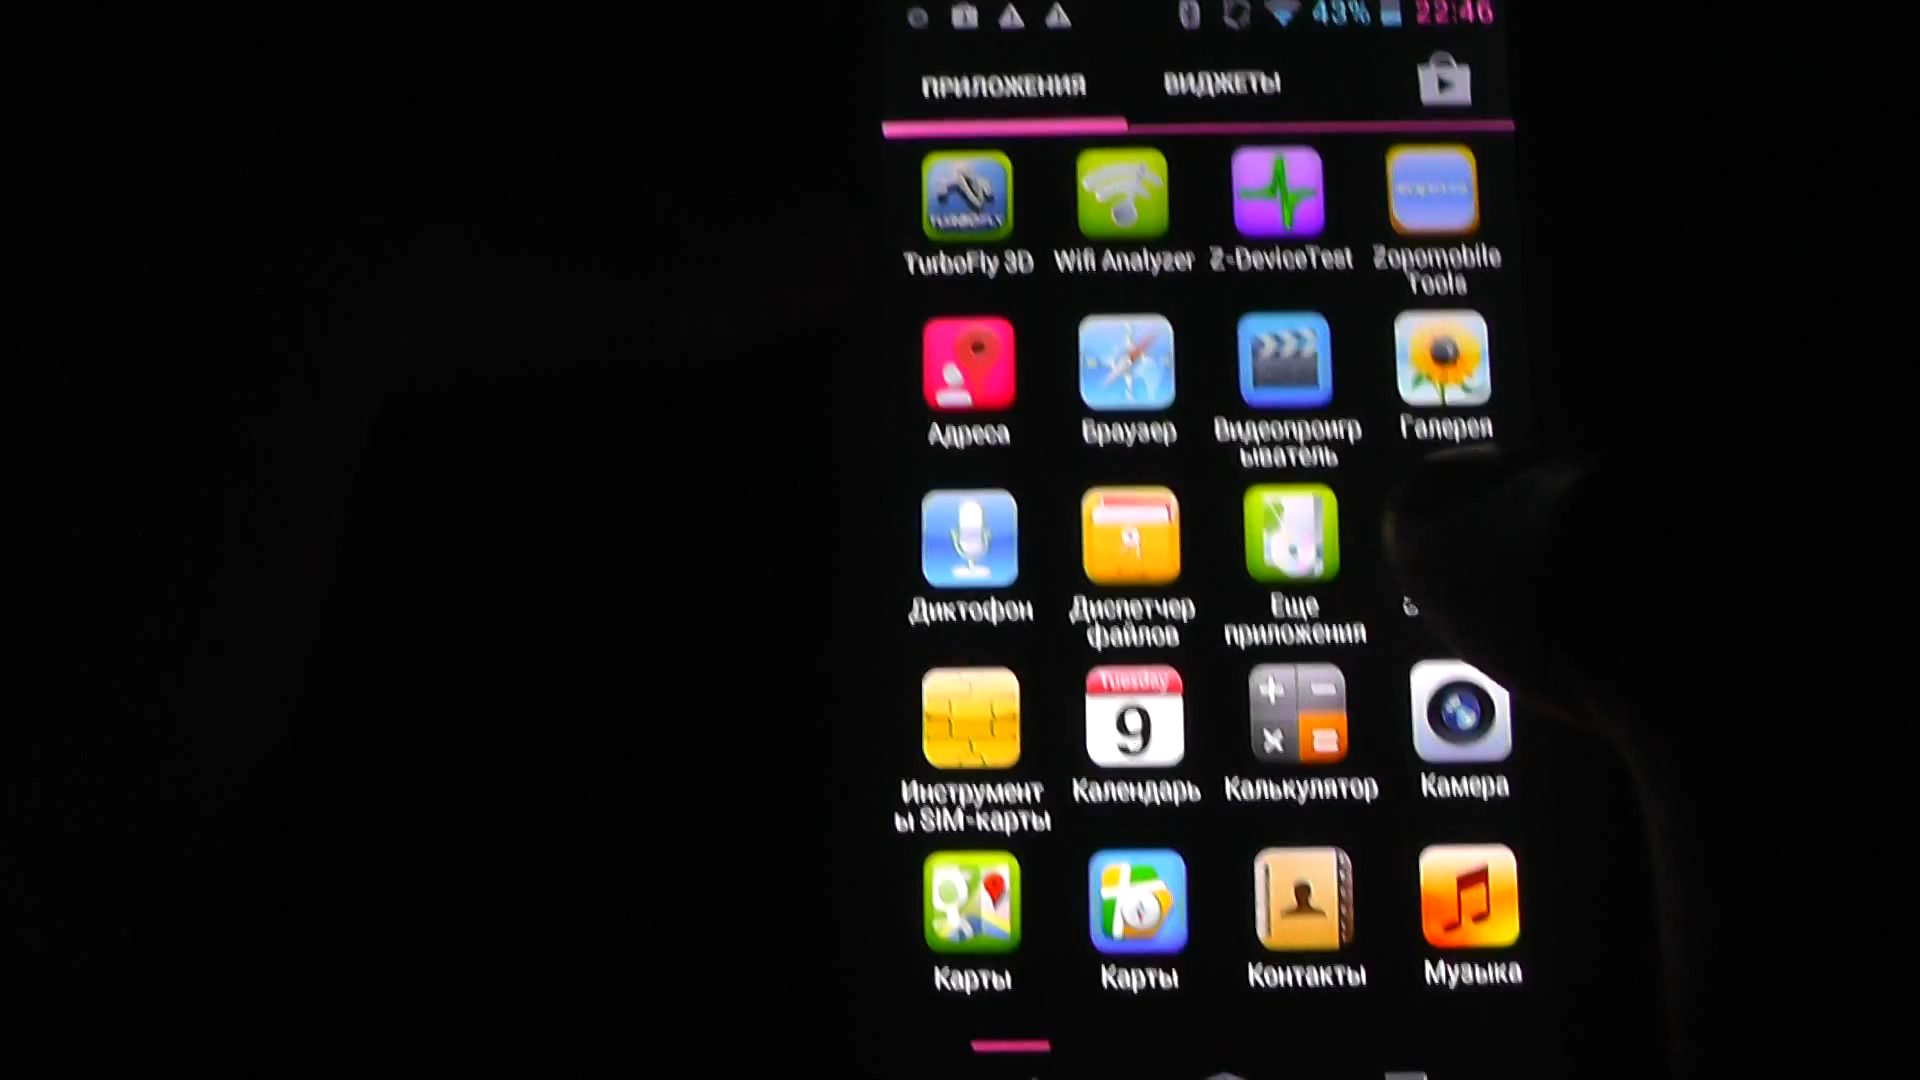 43% 22:46
ПРИЛОЖЕНИЯ ВИДЖЕТЫ
TURBOFLY
TurboFly 3D Wifi Analyzer Z-DeviceTest Zopomobile
Tools
Адреса Браузер Видеопроигр Галерея
ыватель
Диктофон Диспетчер Еще
файлов приложения
Tuesday
9
Инструмент Календарь Калькулятор Камера
ы SIM-карты
Карты Карты Контакты Музыка